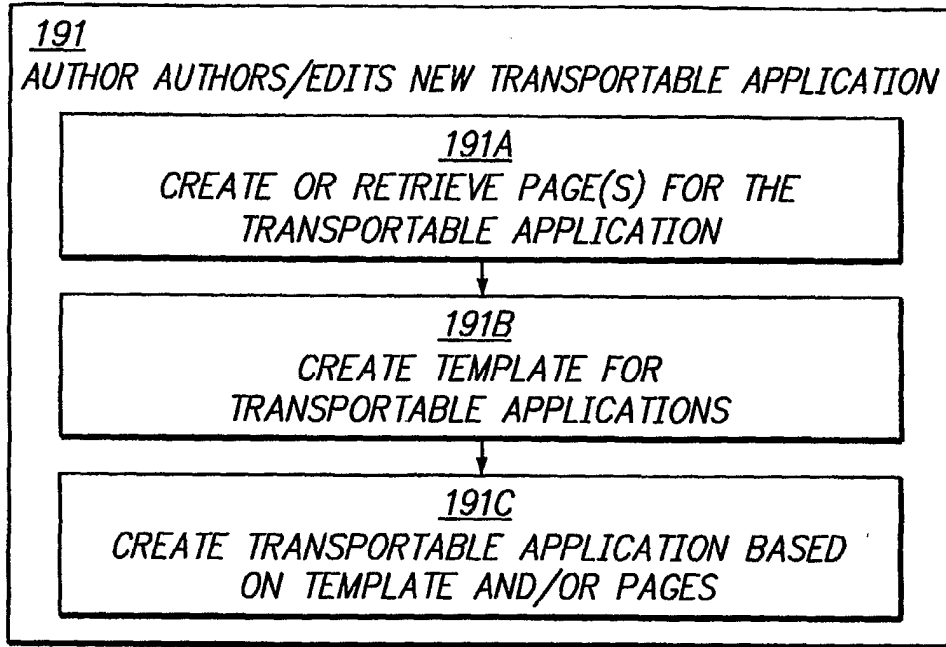 191
AUTHOR AUTHORS/EDITS NEW TRANSPORTABLE APPLICATION
191A
CREATE OR RETRIEVE PAGE(S) FOR THE
TRANSPORTABLE APPLICATION
191B
CREATE TEMPLATE FOR
TRANSPORTABLE APPLICATIONS
191C
CREATE TRANSPORTABLE APPLICATION BASED
ON TEMPLATE AND/OR PAGES